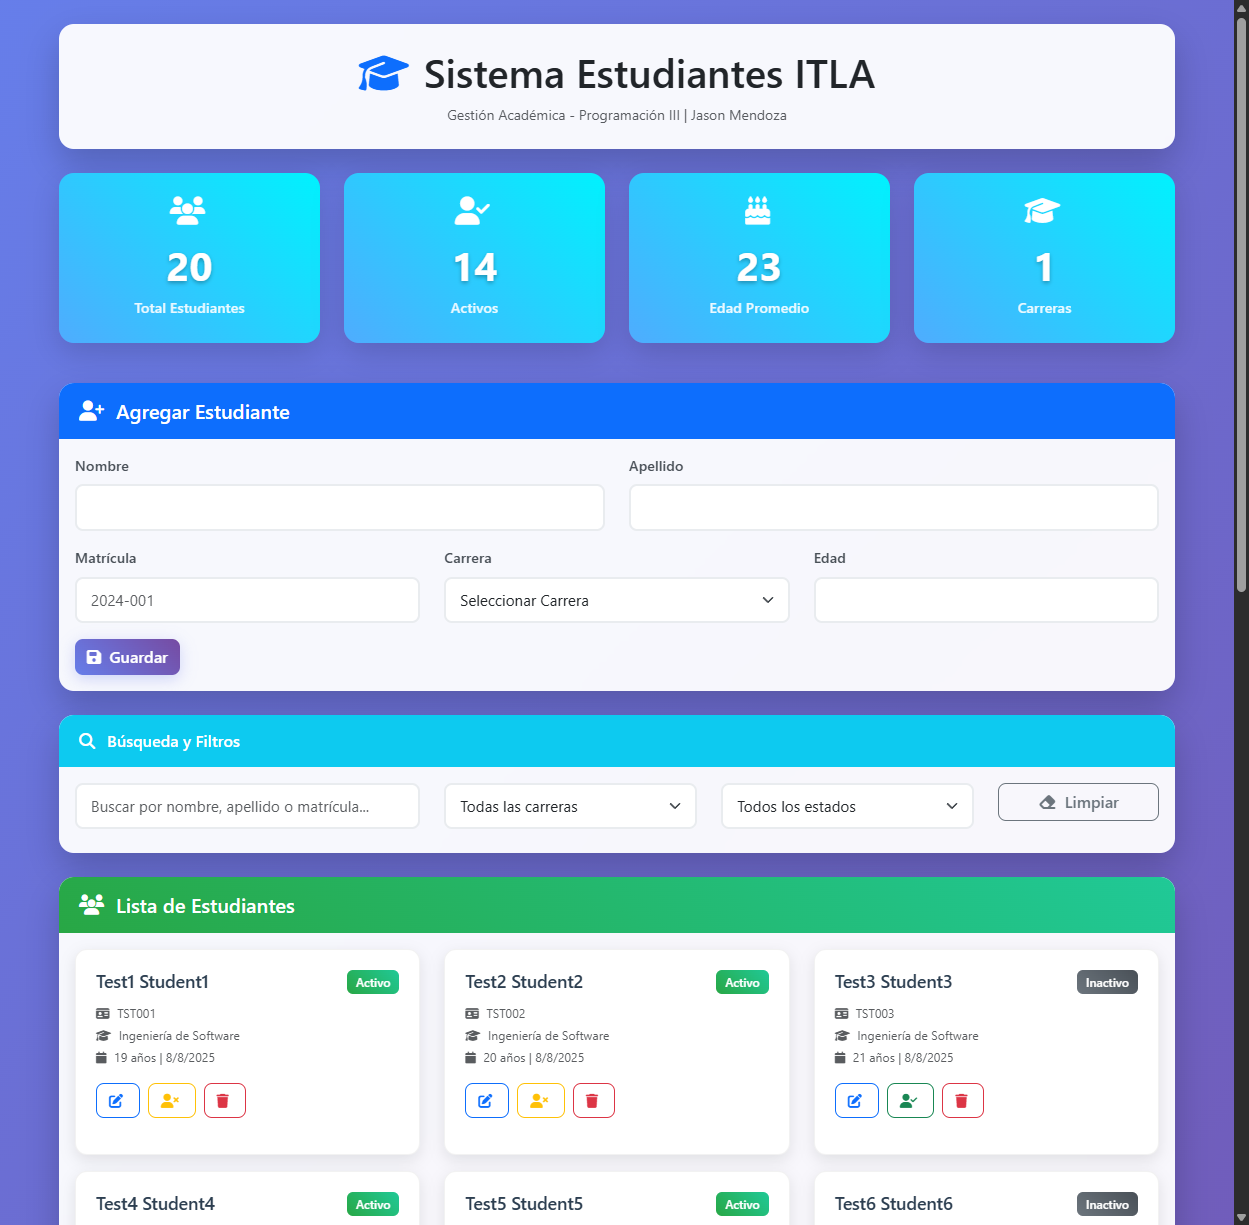 Sistema Estudiantes ITLA
Gestión Académica - Programación III | Jason Mendoza
20
Total Estudiantes
14
Activos
23
Edad Promedio
1
Carreras
Agregar Estudiante
Nombre
Apellido
Matrícula
Carrera
Edad
2024-001
Seleccionar Carrera
Guardar
Búsqueda y Filtros
Buscar por nombre, apellido o matrícula...
Todas las carreras
Todos los estados
Limpiar
Lista de Estudiantes
Test1 Student1
Activo
TST001
Ingeniería de Software
19 años | 8/8/2025
Test2 Student2
Activo
TST002
Ingeniería de Software
20 años | 8/8/2025
Test3 Student3
Inactivo
TST003
Ingeniería de Software
21 años | 8/8/2025
Test4 Student4
Activo
Test5 Student5
Activo
Test6 Student6
Inactivo